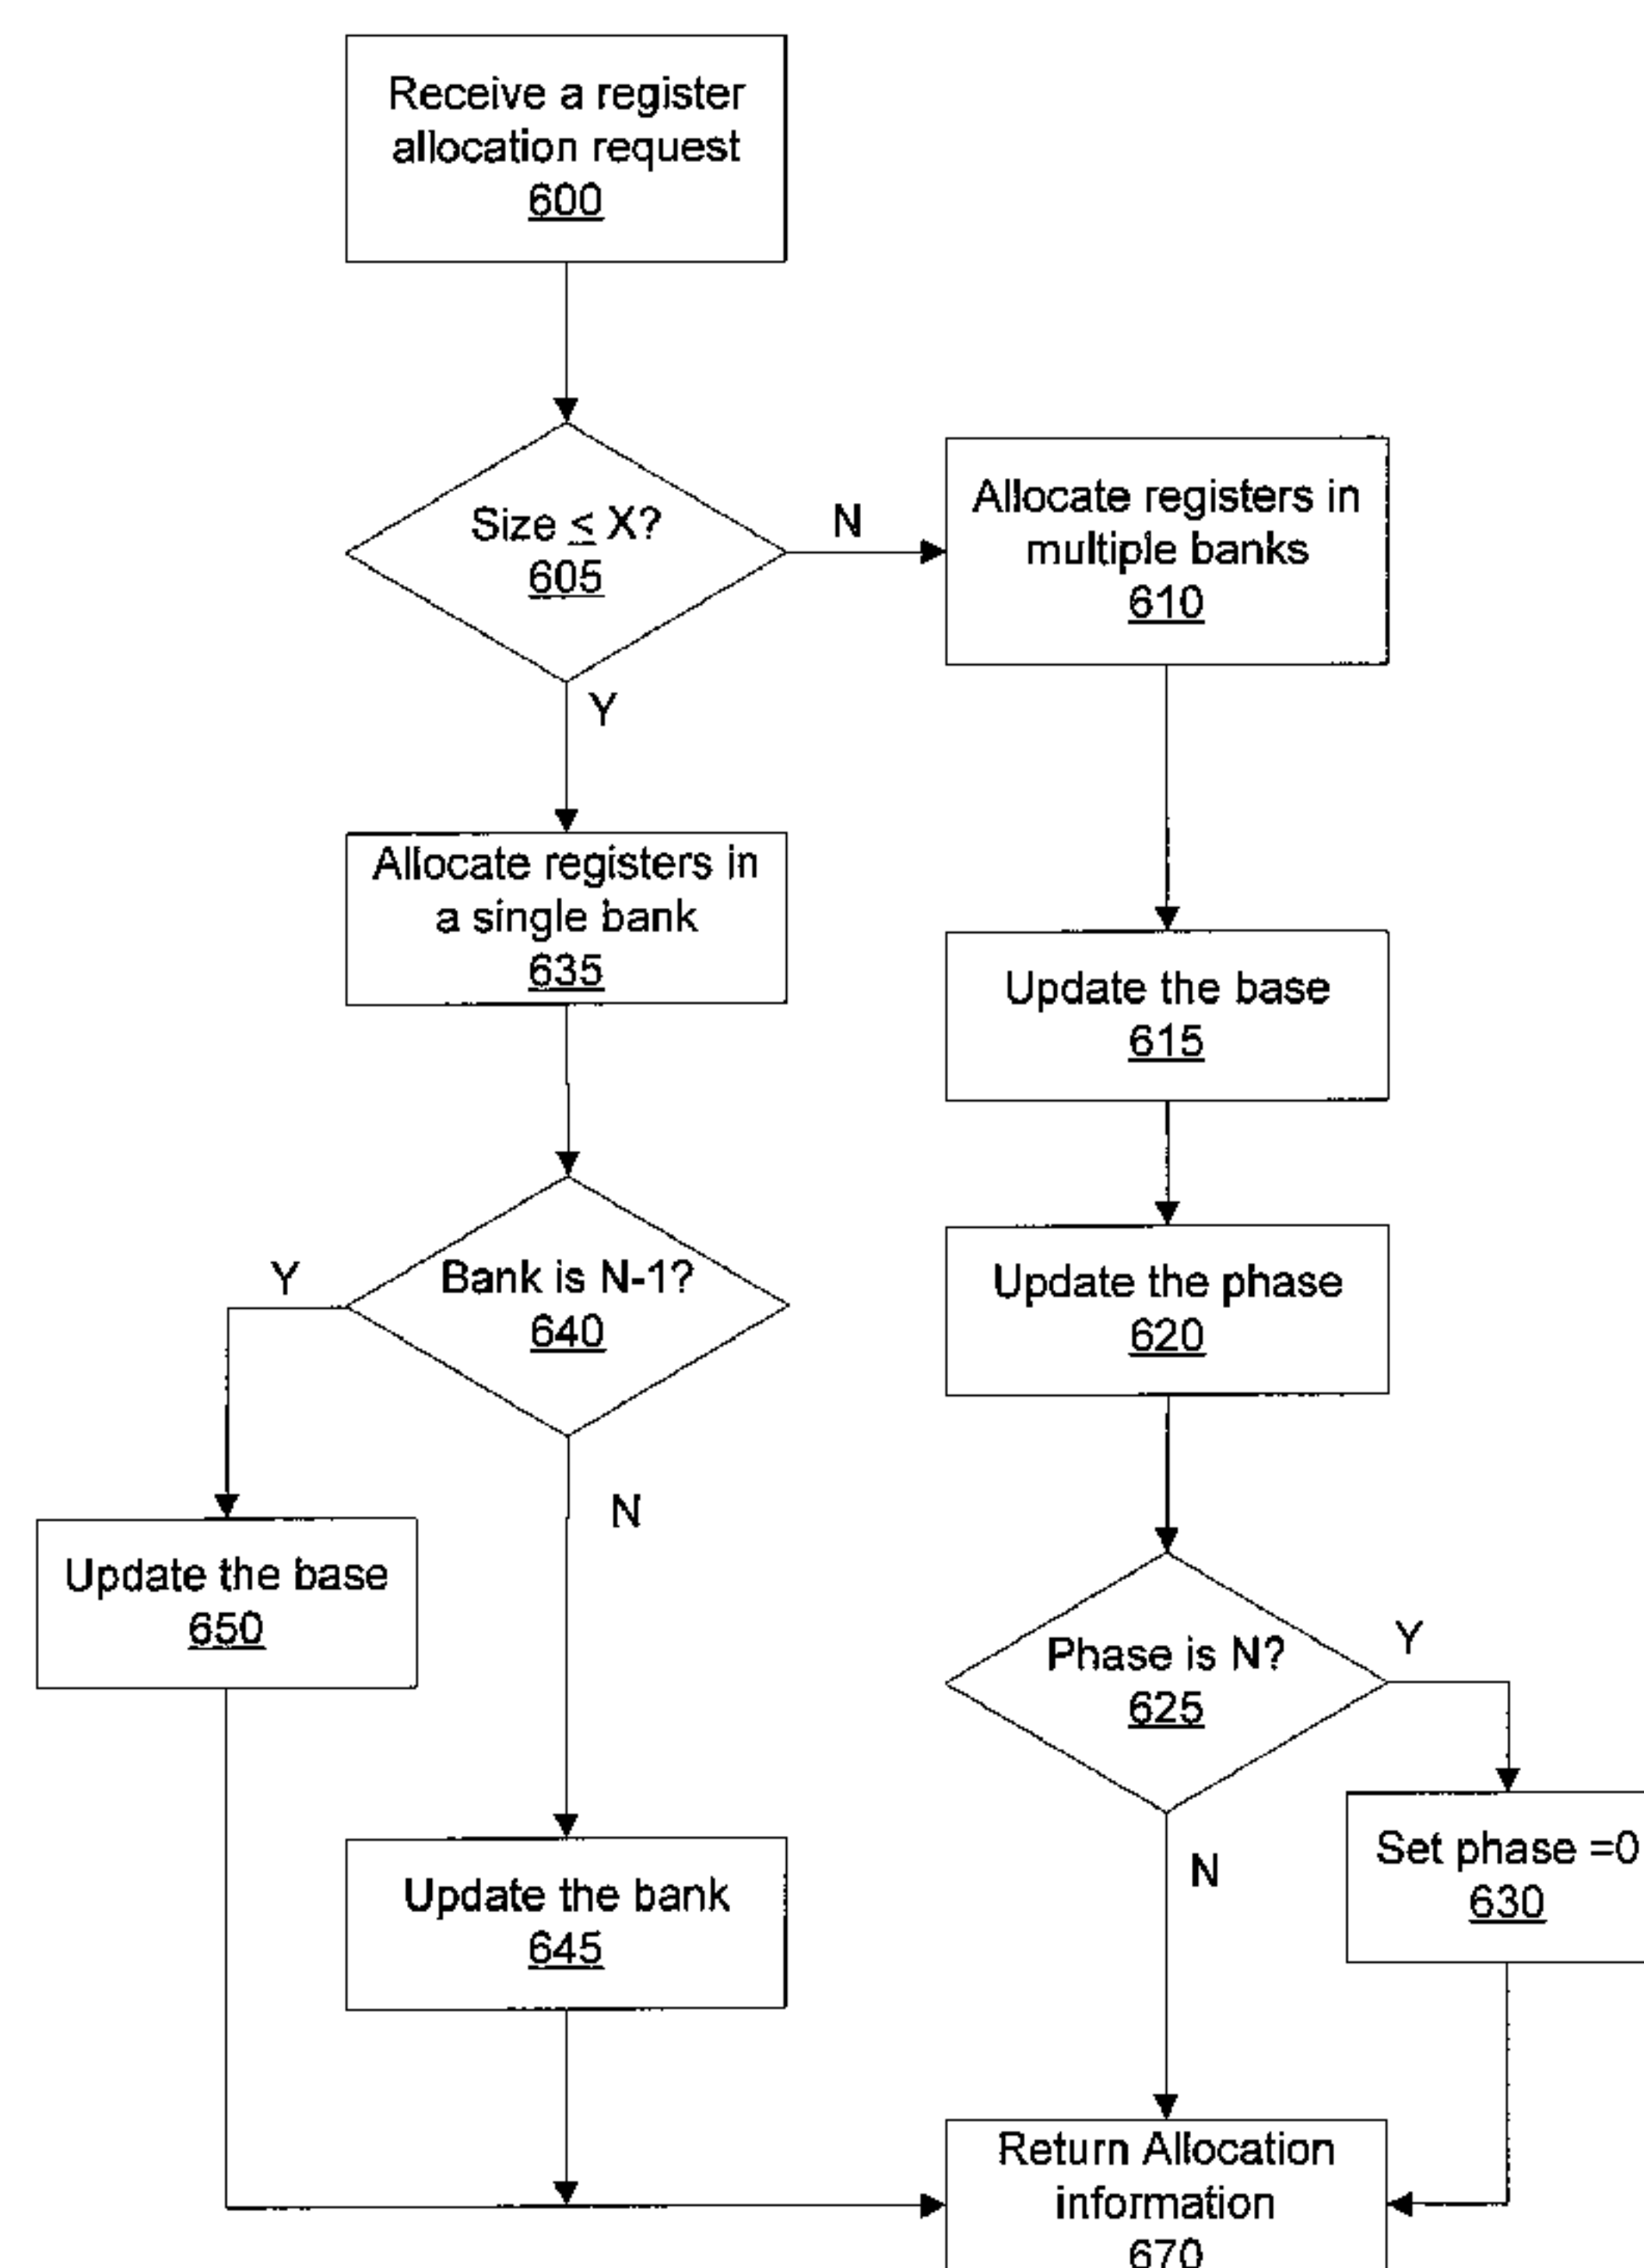 Receive a register
allocation request
600
Size ≤ X?
605
N
Y
Allocate registers in
multiple banks
610
Allocate registers in
a single bank
635
Update the base
615
Update the phase
620
Bank is N-1?
640
Y
N
Update the base
650
Phase is N?
625
Y
N
Set phase =0
630
Update the bank
645
Return Allocation
information
670